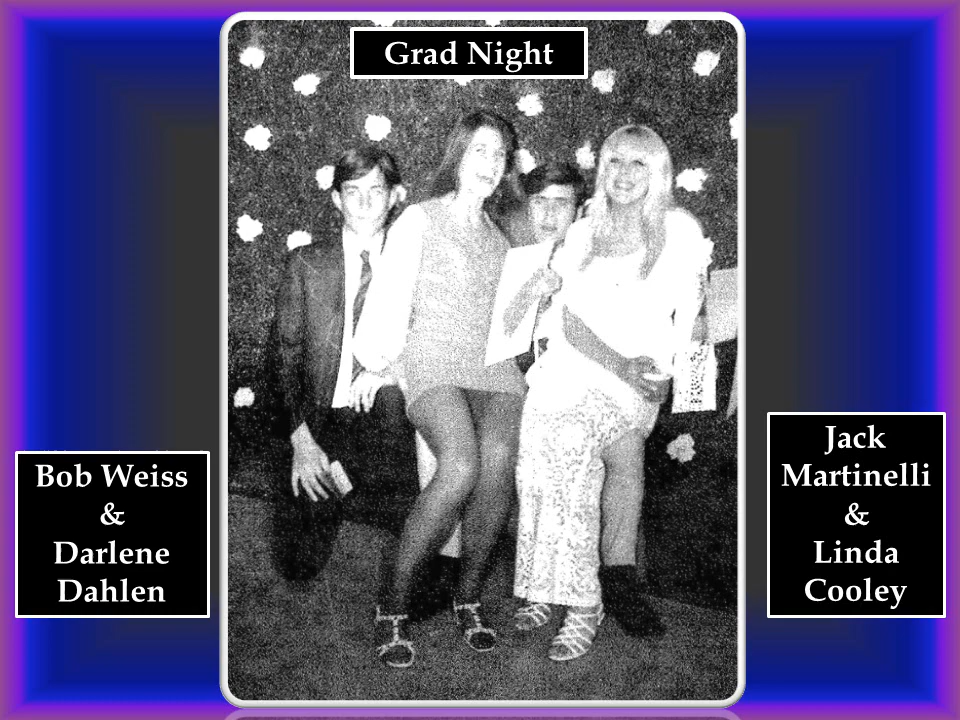 Grad Night
Bob Weiss
&
Darlene
Dahlen
Jack
Martinelli
&
Linda
Cooley